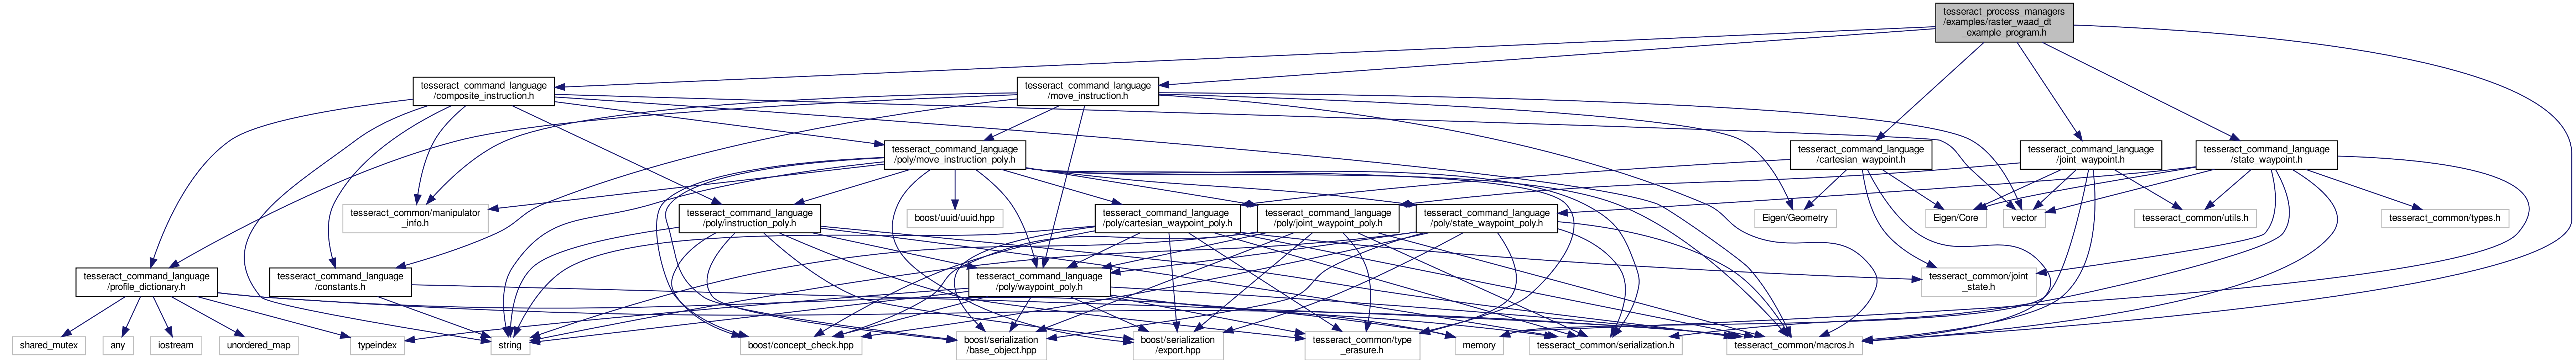 tesseract_process_managers
/examples/raster_waad_dt
_example_program.h
tesseract_command_language
/composite_instruction.h
tesseract_command_language
/move_instruction.h
tesseract_command_language
/poly/move_instruction_poly.h
tesseract_command_language
/cartesian_waypoint.h
tesseract_command_language
/joint_waypoint.h
tesseract_command_language
/state_waypoint.h
tesseract_common/manipulator
_info.h
tesseract_command_language
/poly/instruction_poly.h
boost/uuid/uuid.hpp
tesseract_command_language
/poly/cartesian_waypoint_poly.h
tesseract_command_language
/poly/joint_waypoint_poly.h
tesseract_command_language
/poly/state_waypoint_poly.h
Eigen/Geometry
Eigen/Core
vector
tesseract_common/utils.h
tesseract_common/types.h
tesseract_command_language
/profile_dictionary.h
tesseract_command_language
/constants.h
tesseract_command_language
/poly/waypoint_poly.h
tesseract_common/joint
_state.h
shared_mutex
any
iostream
unordered_map
typeindex
string
boost/concept_check.hpp
boost/serialization
/base_object.hpp
boost/serialization
/export.hpp
tesseract_common/type
_erasure.h
memory
tesseract_common/serialization.h
tesseract_common/macros.h